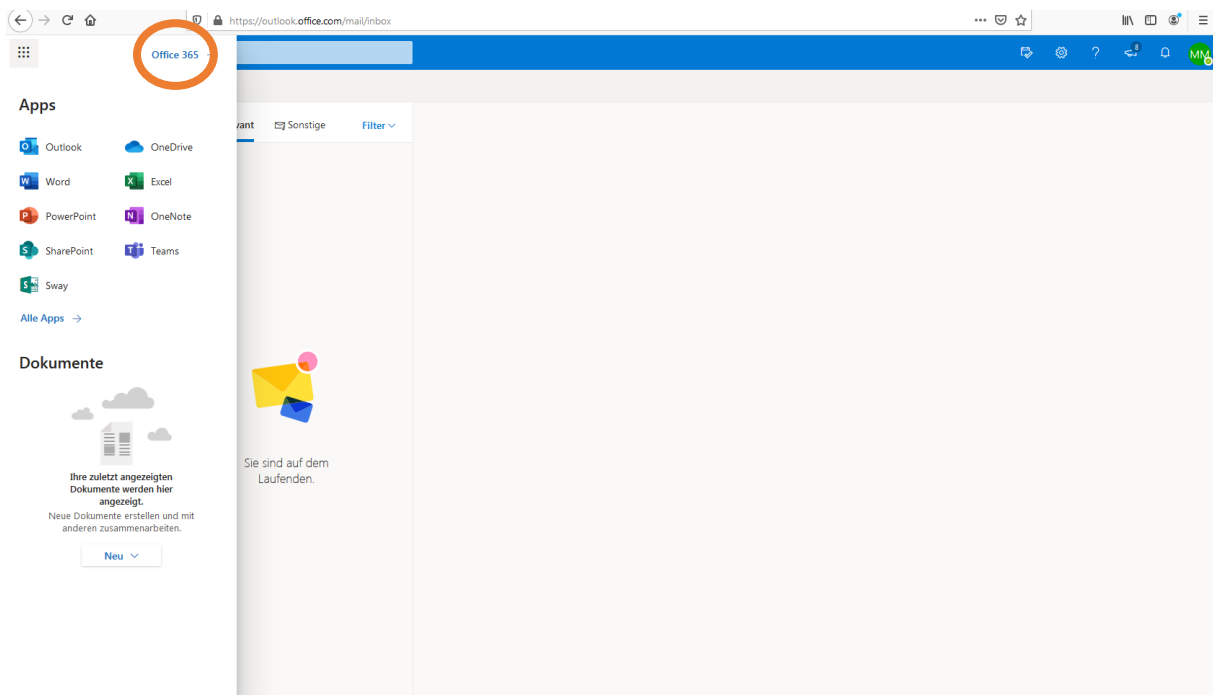 https://outlook.office.com/mail/inbox
Office 365
8
MM
Apps
vant Sonstige Filter
Outlook OneDrive
Word Excel
PowerPoint OneNote
SharePoint Teams
Sway
Alle Apps →
Dokumente
Ihre zuletzt angezeigten
Dokumente werden hier
angezeigt.
Neue Dokumente erstellen und mit
anderen zusammenarbeiten.
Neu
Sie sind auf dem
Laufenden.